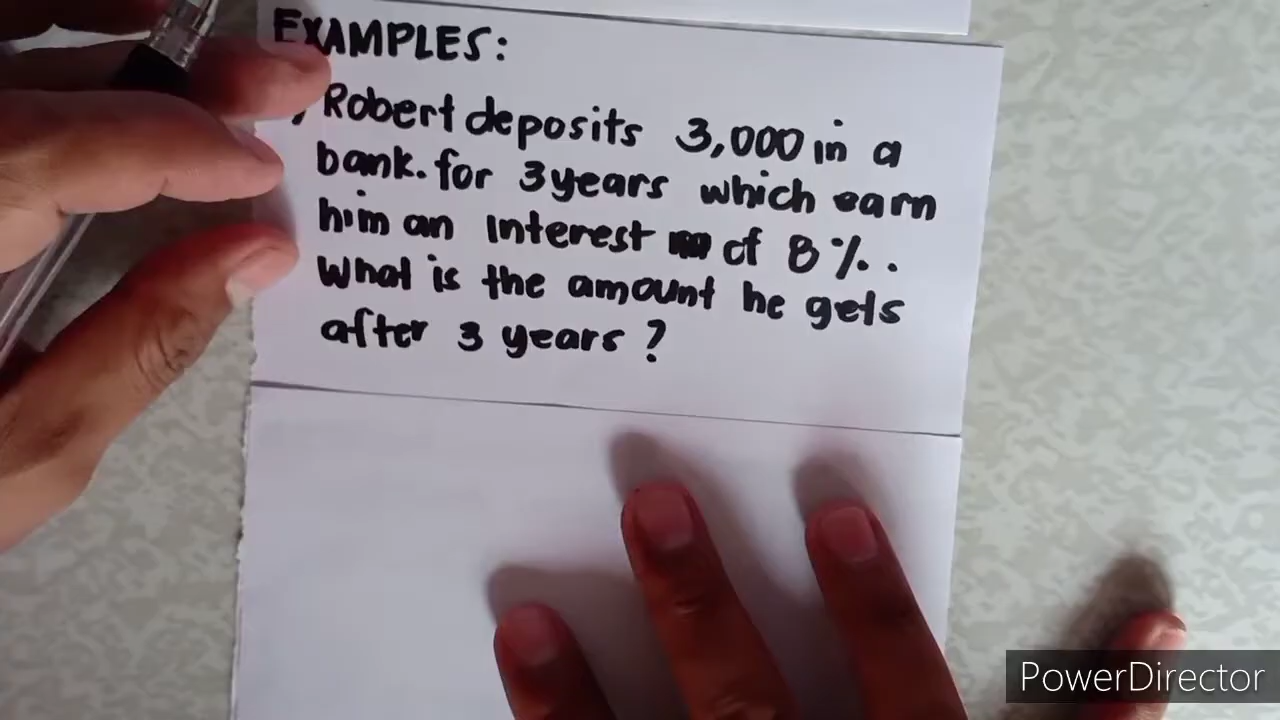 EXAMPLES:
Robert deposits 3,000 in a
bank. for 3 years which earn
him an interest of 8%.
What is the amount he gets
after 3 years?
PowerDirector